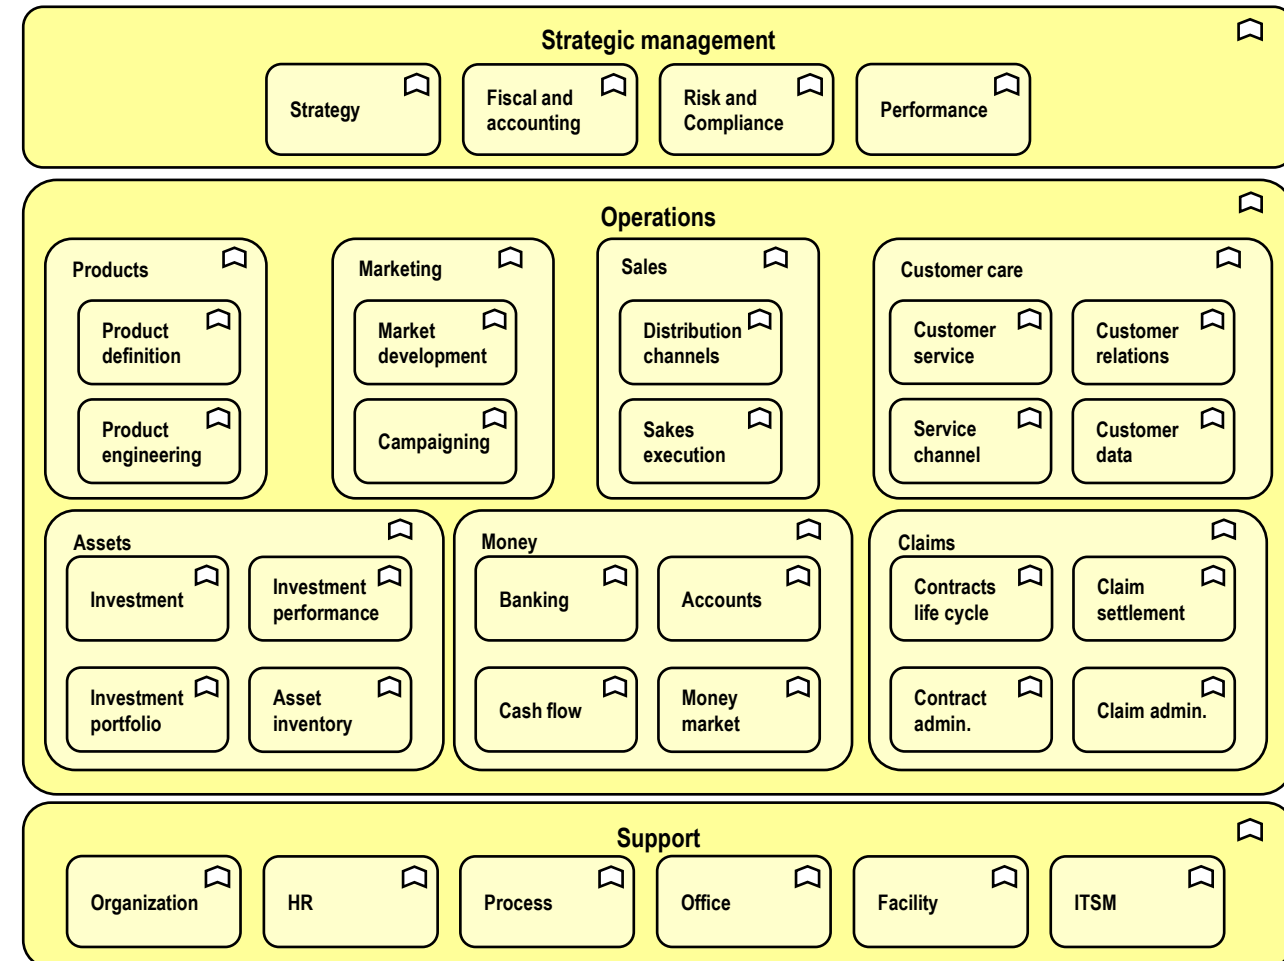 Strategic management
Strategy
Fiscal and
accounting
Risk and
Compliance
Performance
Operations
Products
Product
definition
Product
engineering
Marketing
Market
development
Campaigning
Sales
Distribution
channels
Sakes
execution
Customer care
Customer
service
Customer
relations
Service
channel
Customer
data
Assets
Investment
Investment
performance
Investment
portfolio
Asset
inventory
Money
Banking
Accounts
Cash flow
Money
market
Claims
Contracts
life cycle
Claim
settlement
Contract
admin.
Claim admin.
Support
Organization
HR
Process
Office
Facility
ITSM